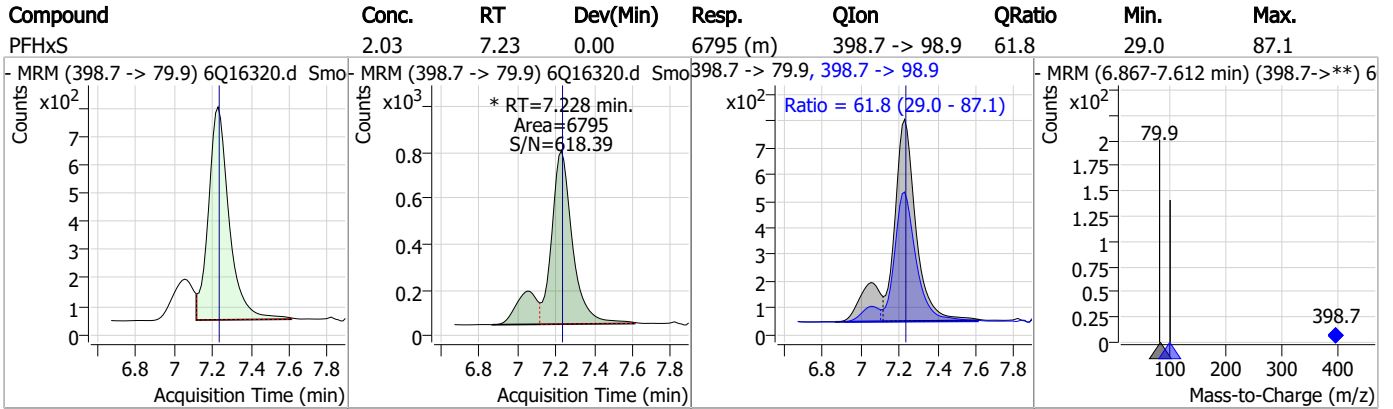 Compound Conc. RT Dev(Min) Resp. QIon QRatio Min. Max.
PFHxS 2.03 7.23 0.00 6795 (m) 398.7 -> 98.9 61.8 29.0 87.1
- MRM (398.7 -> 79.9) 6Q16320.d Smo
Counts
x10²
7
6
5
4
3
2
1
0
6.8 7 7.2 7.4 7.6 7.8
Acquisition Time (min)
- MRM (398.7 -> 79.9) 6Q16320.d Smo
Counts
x10³
* RT=7.228 min.
Area=6795
S/N=618.39
0.8
0.6
0.4
0.2
0
6.8 7 7.2 7.4 7.6 7.8
Acquisition Time (min)
398.7 -> 79.9, 398.7 -> 98.9
x10²
Ratio = 61.8 (29.0 - 87.1)
7
6
5
4
3
2
1
0
6.8 7 7.2 7.4 7.6 7.8
Acquisition Time (min)
- MRM (6.867-7.612 min) (398.7->**) 6
Counts
x10²
79.9
2
1.75
1.5
1.25
1
0.75
0.5
0.25
0
398.7
100 200 300 400
Mass-to-Charge (m/z)